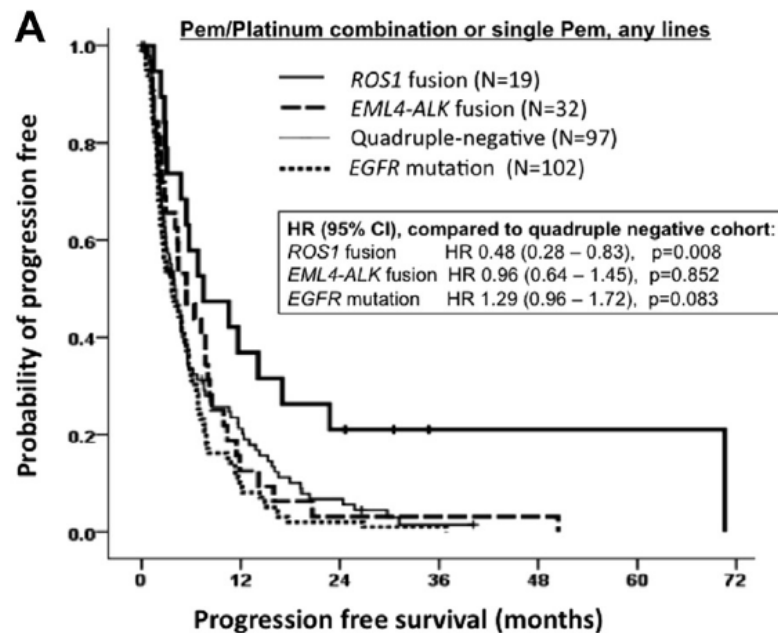 A
Pem/Platinum combination or single Pem, any lines
ROS1 fusion (N=19)
EML4-ALK fusion (N=32)
Quadruple-negative (N=97)
EGFR mutation (N=102)
HR (95% CI), compared to quadruple negative cohort:
ROS1 fusion HR 0.48 (0.28 – 0.83), p=0.008
EML4-ALK fusion HR 0.96 (0.64 – 1.45), p=0.852
EGFR mutation HR 1.29 (0.96 – 1.72), p=0.083
Probability of progression free
1.0
0.8
0.6
0.4
0.2
0.0
0 12 24 36 48 60 72
Progression free survival (months)